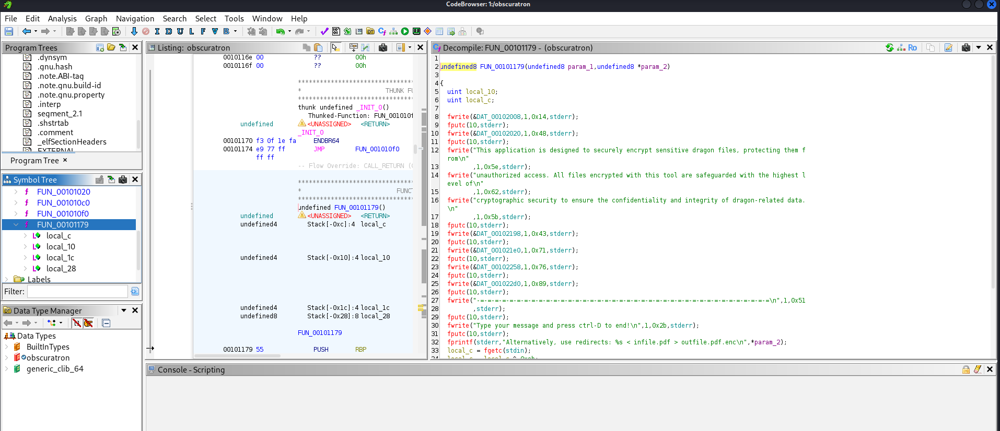 CodeBrowser: 1:/obscuratron
File Edit Analysis Graph Navigation Search Select Tools Window Help
I D U L F V B
Program Trees
.dynsym
.gnu.hash
.note.ABI-tag
.note.gnu.build-id
.note.gnu.property
.interp
segment_2.1
.shstrtab
.comment
_elfSectionHeaders
EXTERNAL
Program Tree ×
Symbol Tree
f FUN_00101020
f FUN_001010c0
f FUN_001010f0
f FUN_00101179
local_c
local_10
local_1c
local_28
Labels
Filter:
Data Type Manager
Data Types
BuiltInTypes
obscuratron
generic_clib_64
Listing: obscuratron
0010116e 00 ?? 00h
0010116f 00 ?? 00h
*******************************
* THUNK FU
*******************************
thunk undefined _INIT_0()
Thunked-Function: FUN_001010f
undefined <UNASSIGNED> <RETURN>
_INIT_0
00101170 f3 0f 1e fa ENDBR64
00101174 e9 77 ff JMP FUN_001010f0
ff ff
-- Flow Override: CALL_RETURN (C
*******************************
* FUNC
*******************************
undefined FUN_00101179()
undefined <UNASSIGNED> <RETURN>
undefined4 Stack[-0xc]:4 local_c
undefined4 Stack[-0x10]:4 local_10
undefined4 Stack[-0x1c]:4 local_1c
undefined8 Stack[-0x28]:8 local_28
FUN_00101179
00101179 55 PUSH RBP
Decompile: FUN_00101179 - (obscuratron)
Ro
1
2 undefined8 FUN_00101179(undefined8 param_1,undefined8 *param_2)
3
4 {
5 uint local_10;
6 uint local_c;
7
8 fwrite(&DAT_00102008,1,0x14,stderr);
9 fputc(10,stderr);
10 fwrite(&DAT_00102020,1,0x48,stderr);
11 fputc(10,stderr);
12 fwrite("This application is designed to securely encrypt sensitive dragon files, protecting them f
rom\n"
13 ,1,0x5e,stderr);
14 fwrite("unauthorized access. All files encrypted with this tool are safeguarded with the highest l
evel of\n"
15 ,1,0x62,stderr);
16 fwrite("cryptographic security to ensure the confidentiality and integrity of dragon-related data.
\n"
17 ,1,0x5b,stderr);
18 fputc(10,stderr);
19 fwrite(&DAT_00102198,1,0x43,stderr);
20 fputc(10,stderr);
21 fwrite(&DAT_001021e0,1,0x71,stderr);
22 fputc(10,stderr);
23 fwrite(&DAT_00102258,1,0x76,stderr);
24 fputc(10,stderr);
25 fwrite(&DAT_001022d0,1,0x89,stderr);
26 fputc(10,stderr);
27 fwrite("-=-=-=-=-=-=-=-=-=-=-=-=-=-=-=-=-=-=-=-=-=-=-=-=-=-=-=-=-=-=-=-=-=-=-=-=-=-=-=-=\n",1,0x51
28 ,stderr);
29 fputc(10,stderr);
30 fwrite("Type your message and press ctrl-D to end!\n",1,0x2b,stderr);
31 fputc(10,stderr);
32 fprintf(stderr,"Alternatively, use redirects: %s < infile.pdf > outfile.pdf.enc\n",*param_2);
33 local_c = fgetc(stdin);
34 local_c = local_c ^ 0xab;
Console - Scripting